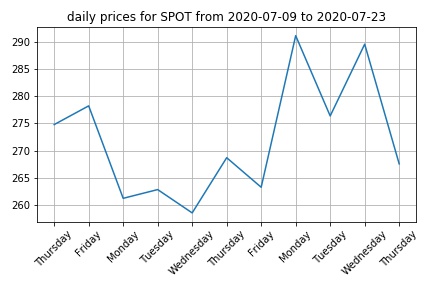 daily prices for SPOT from 2020-07-09 to 2020-07-23
290
285
280
275
270
265
260
Thursday
Friday
Monday
Tuesday
Wednesday
Thursday
Friday
Monday
Tuesday
Wednesday
Thursday